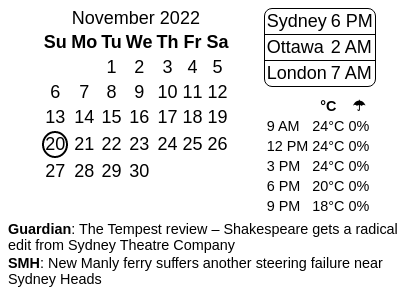 November 2022
Su Mo Tu We Th Fr Sa
1 2 3 4 5
6 7 8 9 10 11 12
13 14 15 16 17 18 19
20 21 22 23 24 25 26
27 28 29 30
Sydney 6 PM
Ottawa 2 AM
London 7 AM
°C ☂
9 AM 24°C 0%
12 PM 24°C 0%
3 PM 24°C 0%
6 PM 20°C 0%
9 PM 18°C 0%
Guardian: The Tempest review – Shakespeare gets a radical
edit from Sydney Theatre Company
SMH: New Manly ferry suffers another steering failure near
Sydney Heads